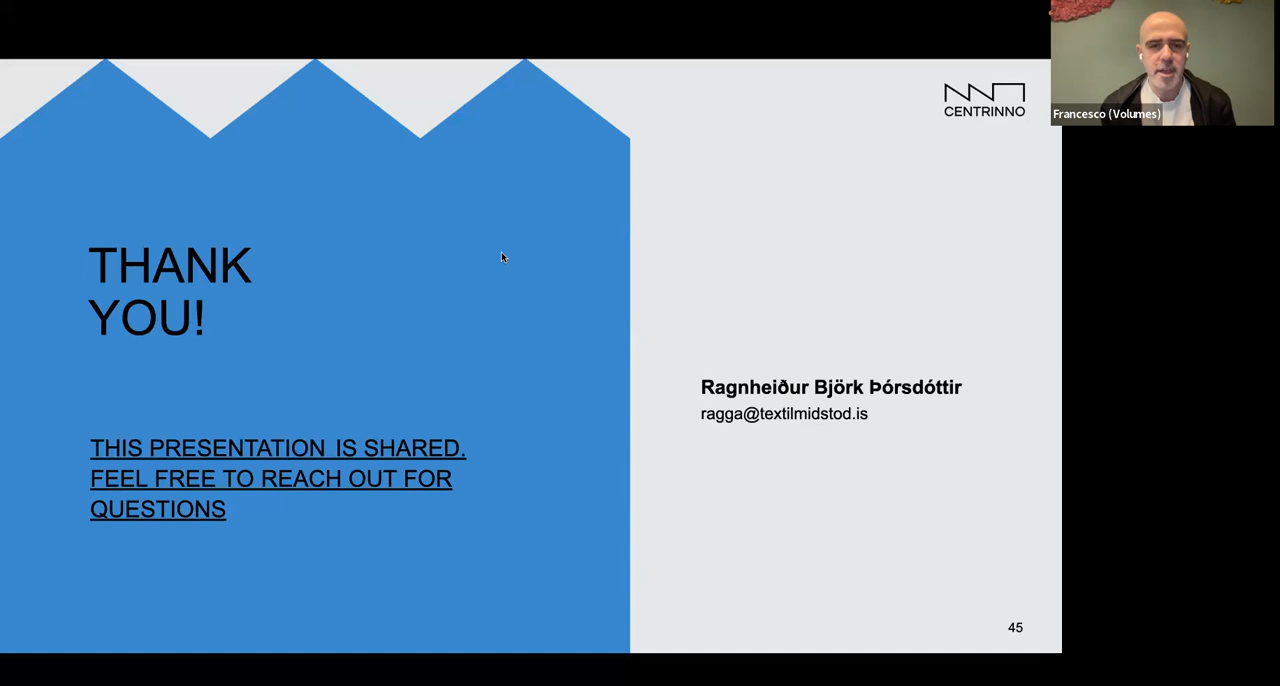 CENTRINNO
Francesco (Volumes)
THANK
YOU!
Ragnheiður Björk Þórsdóttir
ragga@textilmidstod.is
THIS PRESENTATION IS SHARED.
FEEL FREE TO REACH OUT FOR
QUESTIONS
45